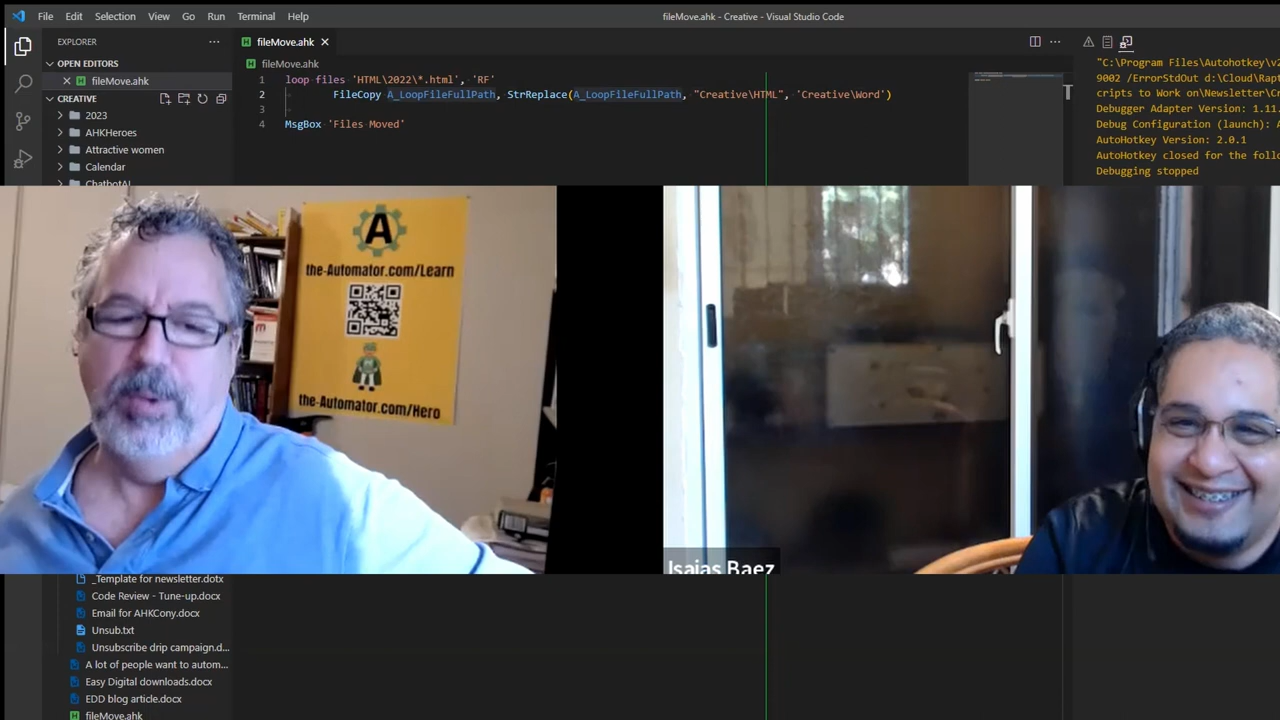 File Edit Selection View Go Run Terminal Help
fileMove.ahk - Creative - Visual Studio Code
EXPLORER
OPEN EDITORS
fileMove.ahk
CREATIVE
2023
AHKHeroes
Attractive women
Calendar
ChatbotAI
_Template for newsletter.dotx
Code Review - Tune-up.docx
Email for AHKCony.docx
Unsub.txt
Unsubscribe drip campaign.d...
A lot of people want to autom...
Easy Digital downloads.docx
EDD blog article.docx
fileMove.ahk
fileMove.ahk
fileMove.ahk
1 loop files 'HTML\2022\*.html', 'RF'
2 FileCopy A_LoopFileFullPath, StrReplace(A_LoopFileFullPath, "Creative\HTML", 'Creative\Word')
3
4 MsgBox 'Files Moved'
"C:\Program Files\Autohotkey\v2
9002 /ErrorStdOut d:\Cloud\Rapt
cripts to Work on\Newsletter\Cr
Debugger Adapter Version: 1.11.
Debug Configuration (launch): A
AutoHotkey Version: 2.0.1
AutoHotkey closed for the follo
Debugging stopped
A
the-Automator.com/Learn
the-Automator.com/Hero
Isaias Baez